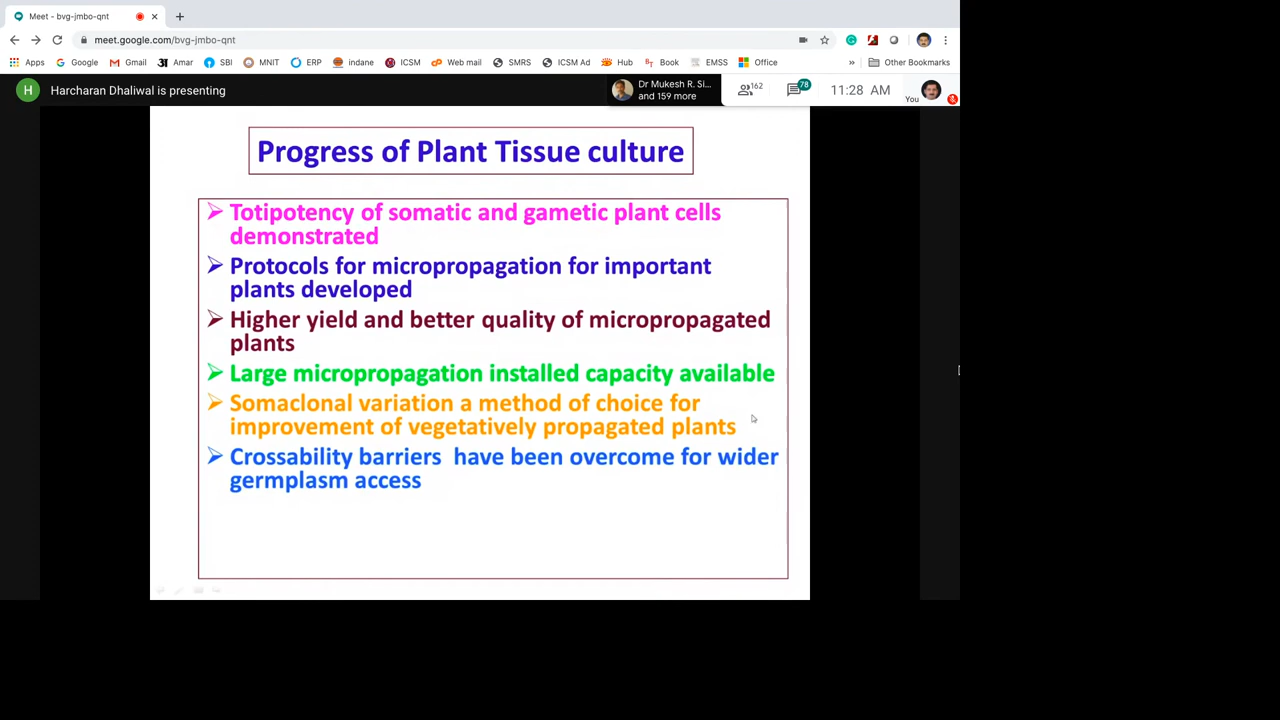 Meet - bvg-jmbo-qnt
meet.google.com/bvg-jmbo-qnt
Apps Google Gmail Amar SBI MNIT ERP indane ICSM Web mail SMRS ICSM Ad Hub Book EMSS Office » Other Bookmarks
H Harcharan Dhaliwal is presenting
Dr Mukesh R. Si...
and 159 more
162
78
11:28 AM
You
Progress of Plant Tissue culture
Totipotency of somatic and gametic plant cells
demonstrated
Protocols for micropropagation for important
plants developed
Higher yield and better quality of micropropagated
plants
Large micropropagation installed capacity available
Somaclonal variation a method of choice for
improvement of vegetatively propagated plants
Crossability barriers have been overcome for wider
germplasm access